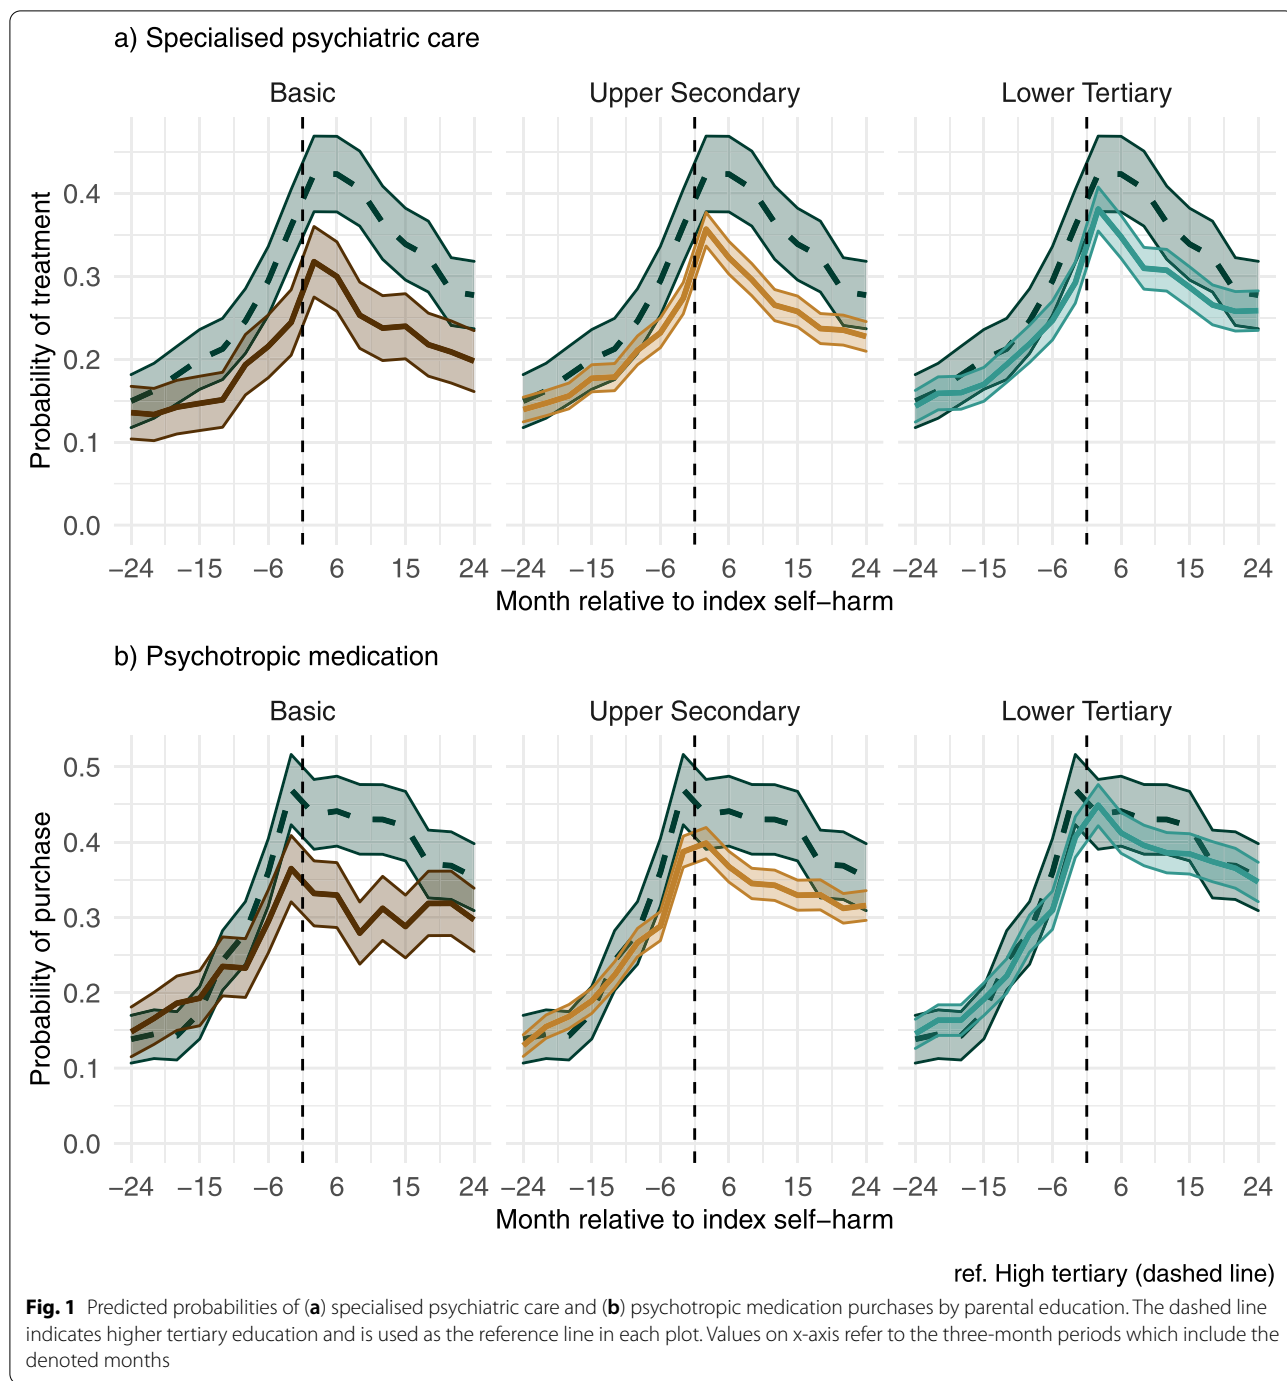 a) Specialised psychiatric care
Basic
Upper Secondary
Lower Tertiary
Probability of treatment
0.4
0.3
0.2
0.1
0.0
−24 −15 −6 6 15 24
−24 −15 −6 6 15 24
−24 −15 −6 6 15 24
Month relative to index self−harm
b) Psychotropic medication
Basic
Upper Secondary
Lower Tertiary
Probability of purchase
0.5
0.4
0.3
0.2
0.1
0.0
−24 −15 −6 6 15 24
−24 −15 −6 6 15 24
−24 −15 −6 6 15 24
Month relative to index self−harm
ref. High tertiary (dashed line)
Fig. 1 Predicted probabilities of (a) specialised psychiatric care and (b) psychotropic medication purchases by parental education. The dashed line
indicates higher tertiary education and is used as the reference line in each plot. Values on x-axis refer to the three-month periods which include the
denoted months